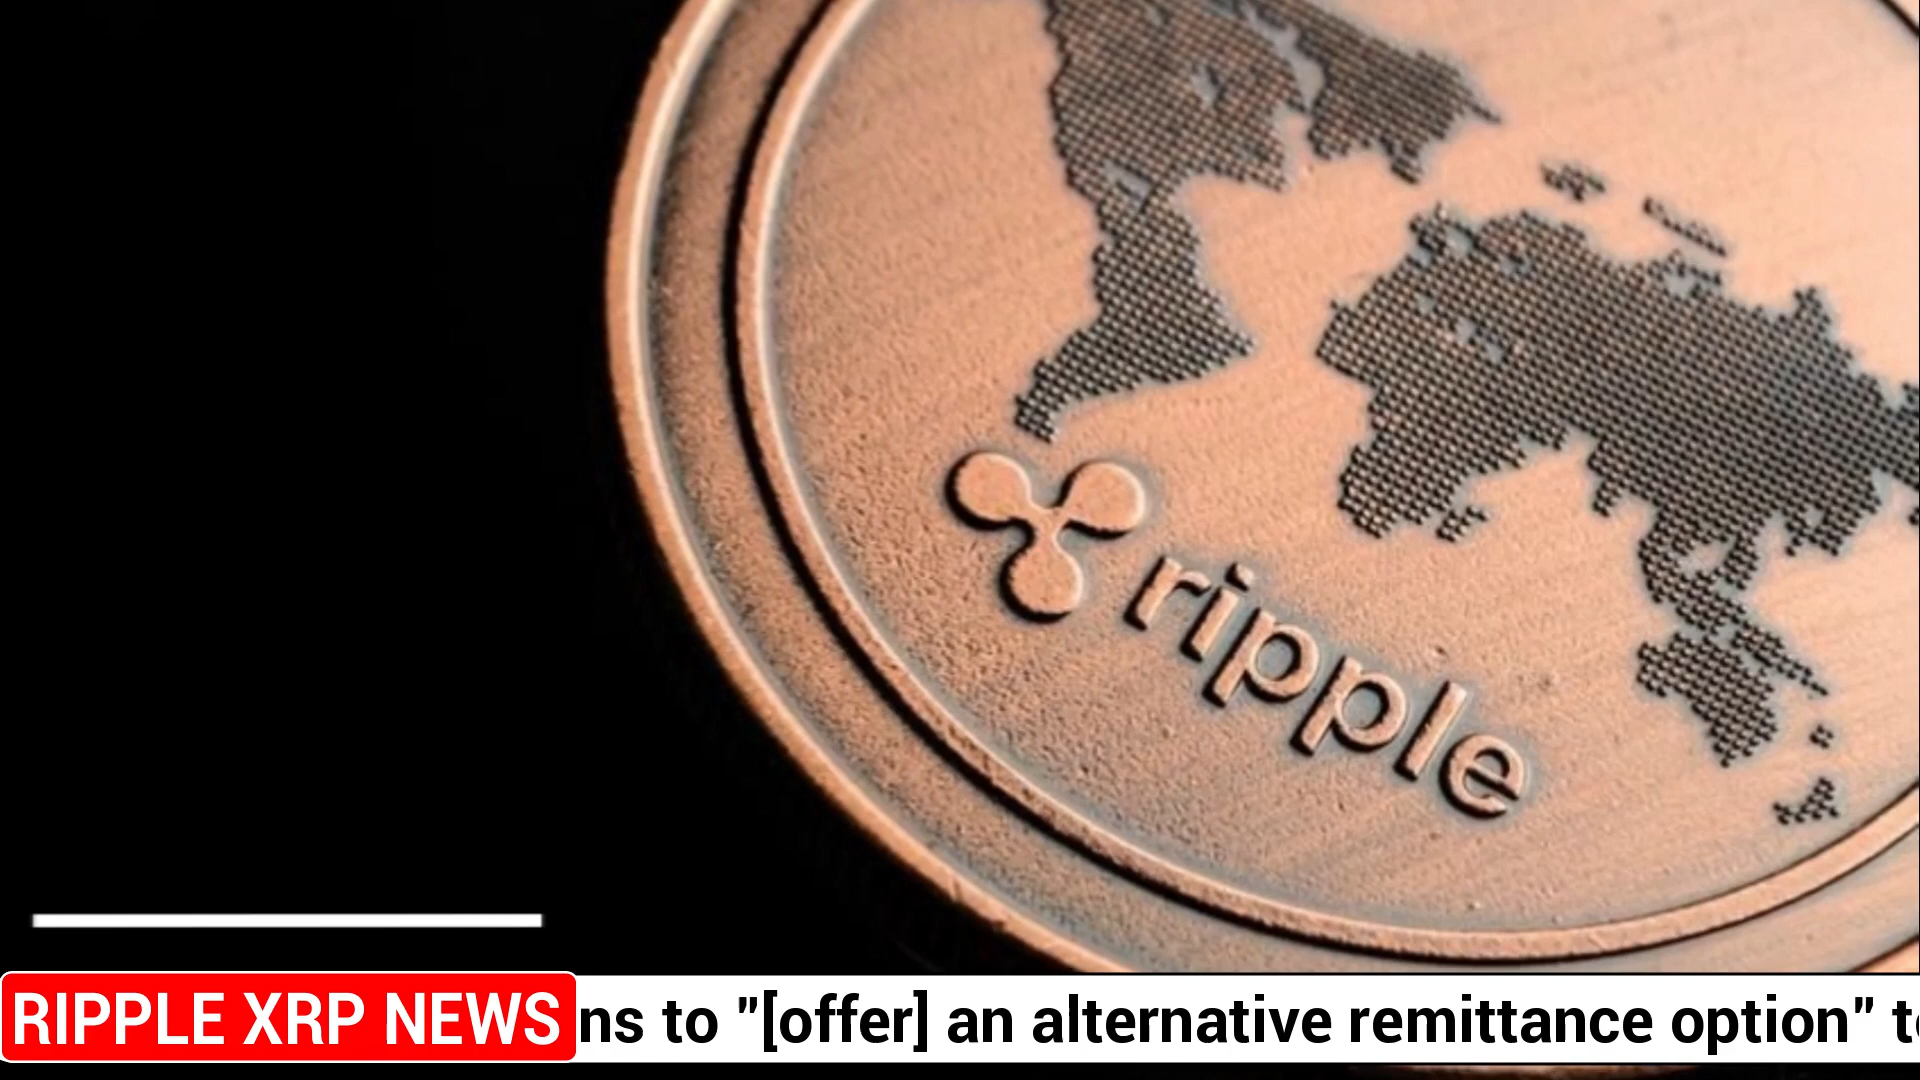 ripple
RIPPLE XRP NEWS
ns to "[offer] an alternative remittance option" t